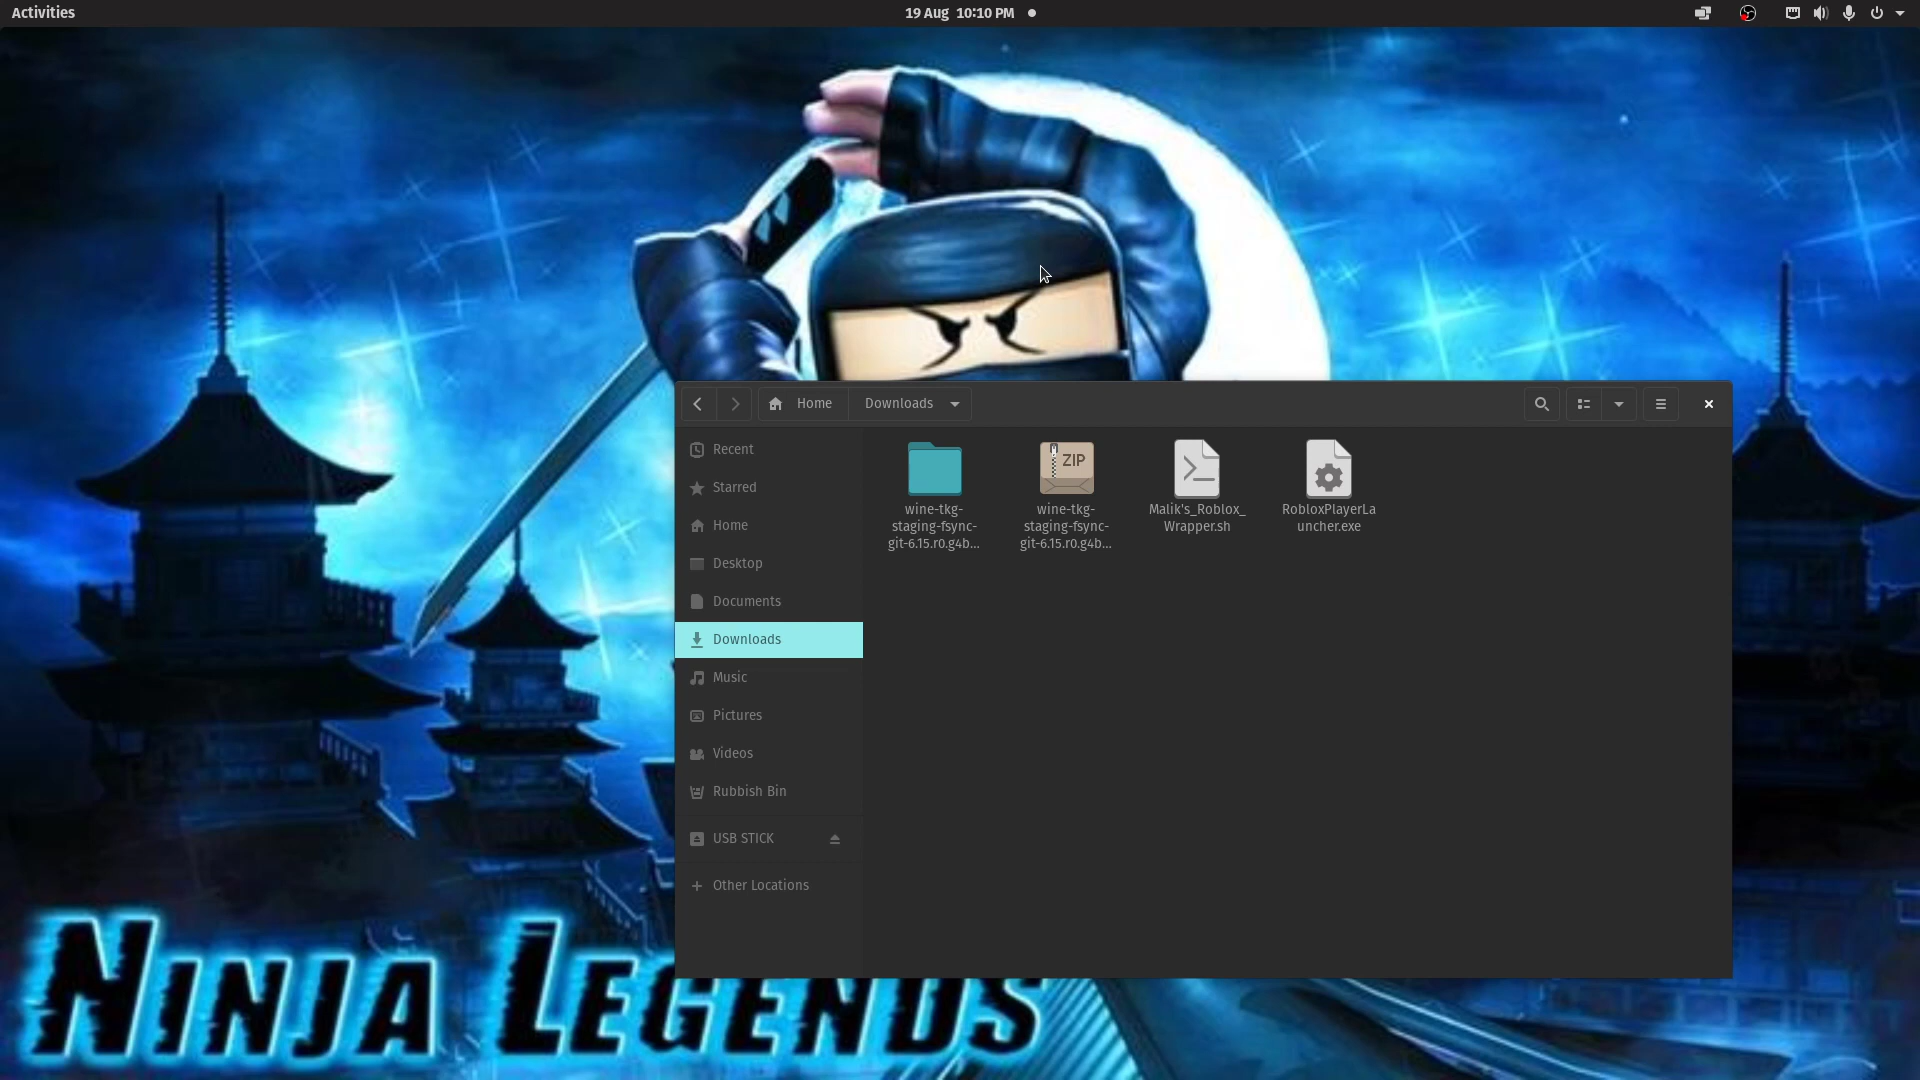 Activities
19 Aug 10:10 PM
Home
Downloads
Recent
Starred
Home
Desktop
Documents
Downloads
Music
Pictures
Videos
Rubbish Bin
USB STICK
Other Locations
wine-tkg-
staging-fsync-
git-6.15.r0.g4b...
ZIP
wine-tkg-
staging-fsync-
git-6.15.r0.g4b...
Malik's_Roblox_
Wrapper.sh
RobloxPlayerLa
uncher.exe
NINJA LEGENDS